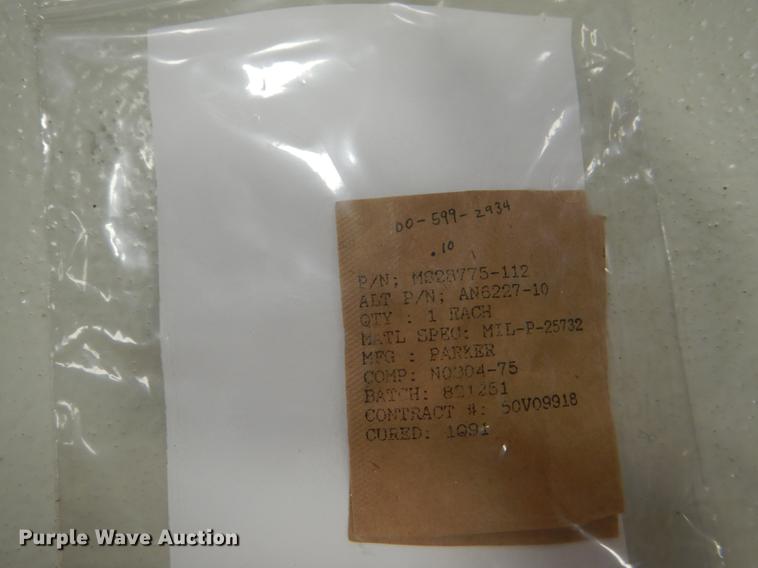 00-599-2934
.10
P/N; MS28775-112
ALT P/N; AN6227-10
QTY : 1 EACH
MATL SPEC: MIL-P-25732
MFG : PARKER
COMP: N0304-75
BATCH: 821251
CONTRACT #: 50V09918
CURED: 1Q91
Purple Wave Auction